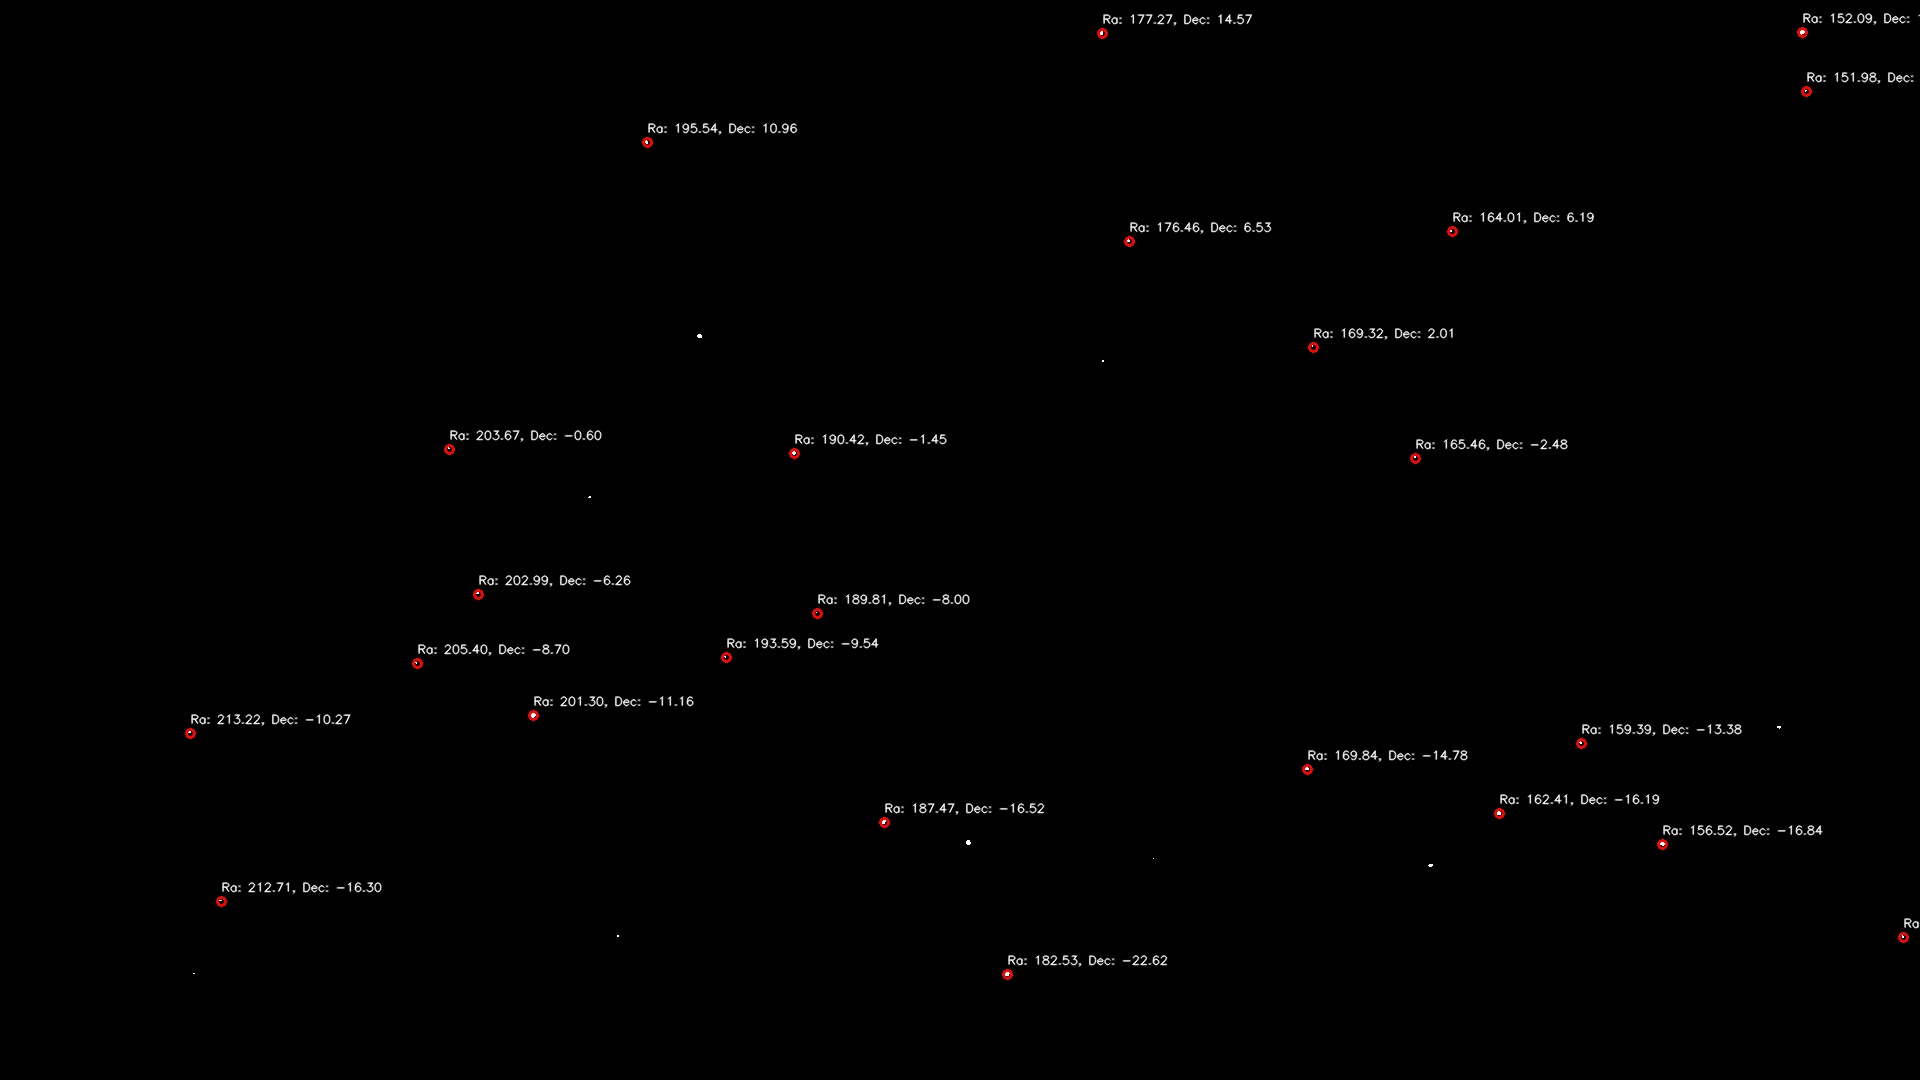 Ra: 177.27, Dec: 14.57
Ra: 152.09, Dec:
Ra: 151.98, Dec:
Ra: 195.54, Dec: 10.96
Ra: 164.01, Dec: 6.19
Ra: 176.46, Dec: 6.53
Ra: 169.32, Dec: 2.01
Ra: 203.67, Dec: -0.60
Ra: 190.42, Dec: -1.45
Ra: 165.46, Dec: -2.48
Ra: 202.99, Dec: -6.26
Ra: 189.81, Dec: -8.00
Ra: 193.59, Dec: -9.54
Ra: 205.40, Dec: -8.70
Ra: 201.30, Dec: -11.16
Ra: 213.22, Dec: -10.27
Ra: 159.39, Dec: -13.38
Ra: 169.84, Dec: -14.78
Ra: 162.41, Dec: -16.19
Ra: 187.47, Dec: -16.52
Ra: 156.52, Dec: -16.84
Ra: 212.71, Dec: -16.30
Ra
Ra: 182.53, Dec: -22.62